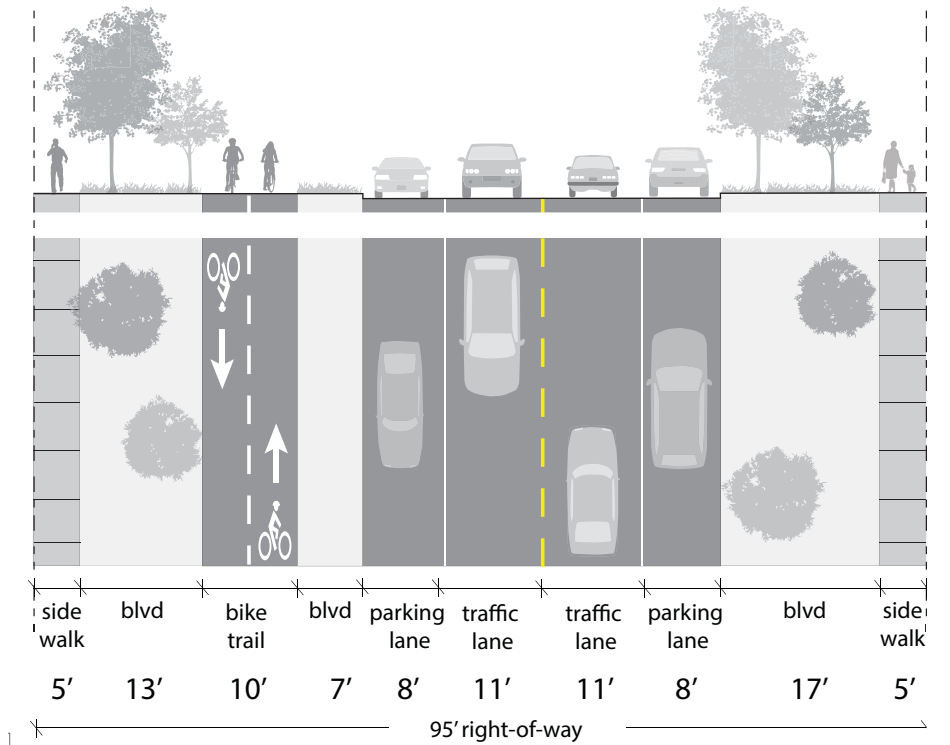 side walk
blvd
bike trail
blvd
parking lane
traffic lane
traffic lane
parking lane
blvd
side walk
5′ 13′ 10′ 7′ 8′ 11′ 11′ 8′ 17′ 5′
95′ right-of-way
1